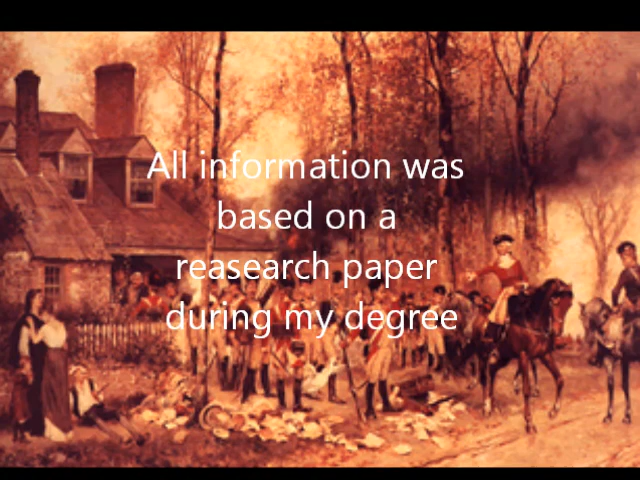 All information was
based on a
reasearch paper
during my degree